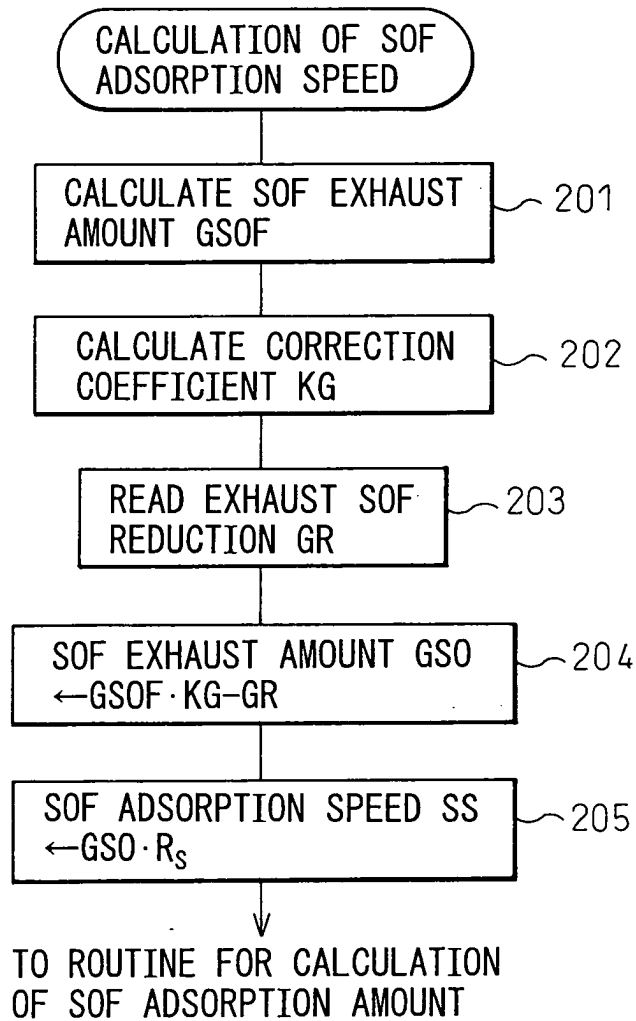 CALCULATION OF SOF
ADSORPTION SPEED
CALCULATE SOF EXHAUST
AMOUNT GSOF
201
CALCULATE CORRECTION
COEFFICIENT KG
202
READ EXHAUST SOF
REDUCTION GR
203
SOF EXHAUST AMOUNT GSO
←GSOF·KG−GR
204
SOF ADSORPTION SPEED SS
←GSO·R_S
205
TO ROUTINE FOR CALCULATION
OF SOF ADSORPTION AMOUNT